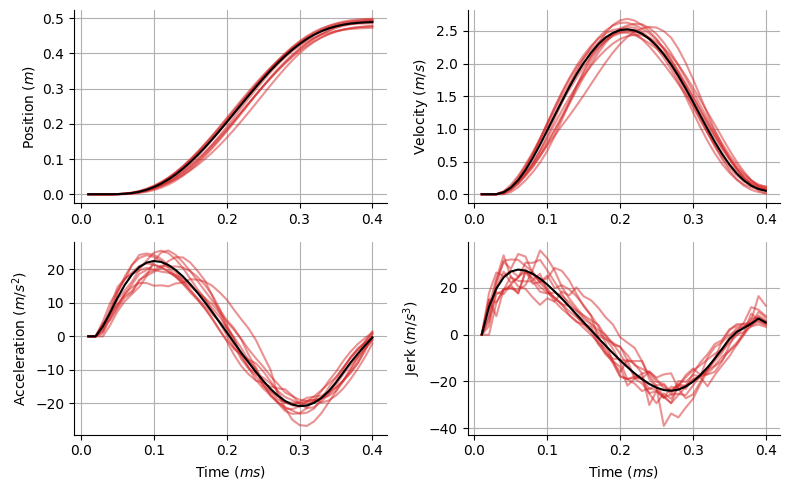 Position (m)
0.5
0.4
0.3
0.2
0.1
0.0
0.0 0.1 0.2 0.3 0.4
Velocity (m/s)
2.5
2.0
1.5
1.0
0.5
0.0
0.0 0.1 0.2 0.3 0.4
Acceleration (m/s²)
20
10
0
−10
−20
0.0 0.1 0.2 0.3 0.4
Time (ms)
Jerk (m/s³)
20
0
−20
−40
0.0 0.1 0.2 0.3 0.4
Time (ms)